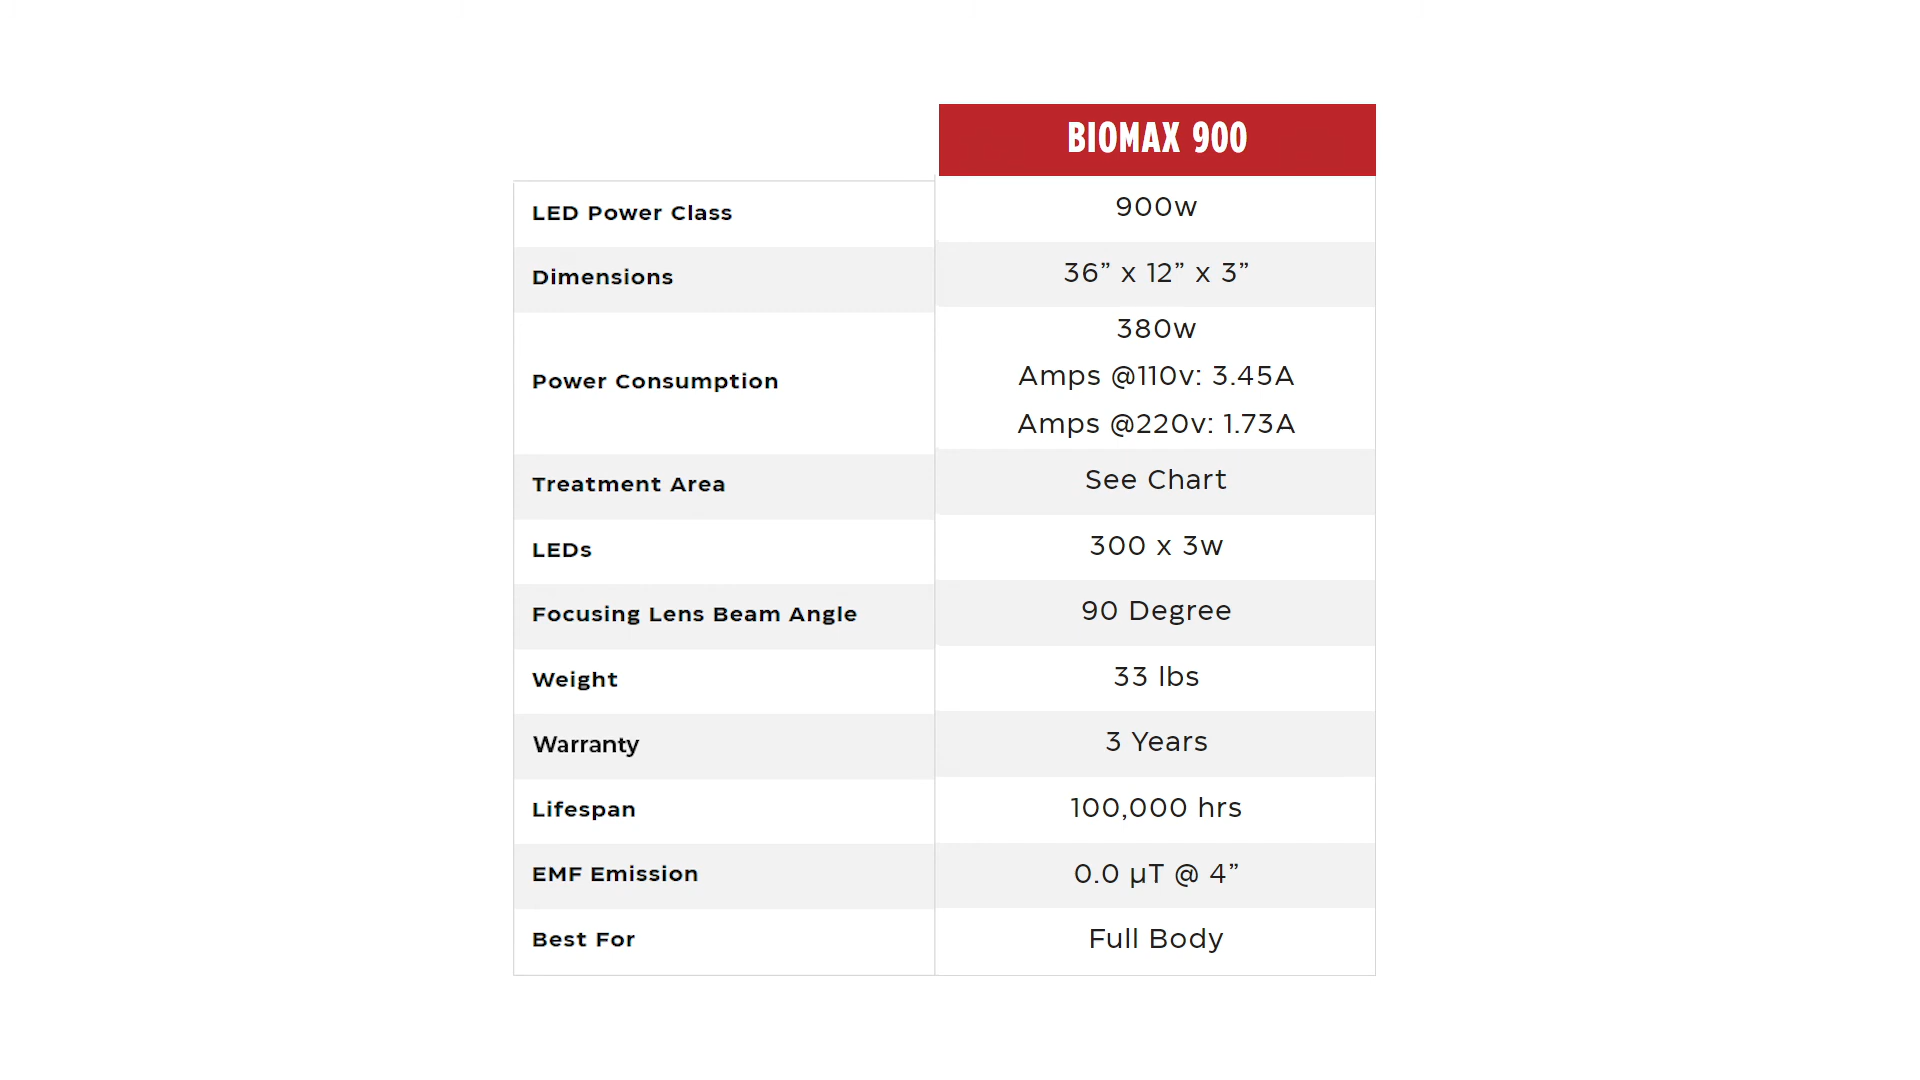 BIOMAX 900
LED Power Class 900w
Dimensions 36” x 12” x 3”
Power Consumption 380w
Amps @110v: 3.45A
Amps @220v: 1.73A
Treatment Area See Chart
LEDs 300 x 3w
Focusing Lens Beam Angle 90 Degree
Weight 33 lbs
Warranty 3 Years
Lifespan 100,000 hrs
EMF Emission 0.0 µT @ 4”
Best For Full Body